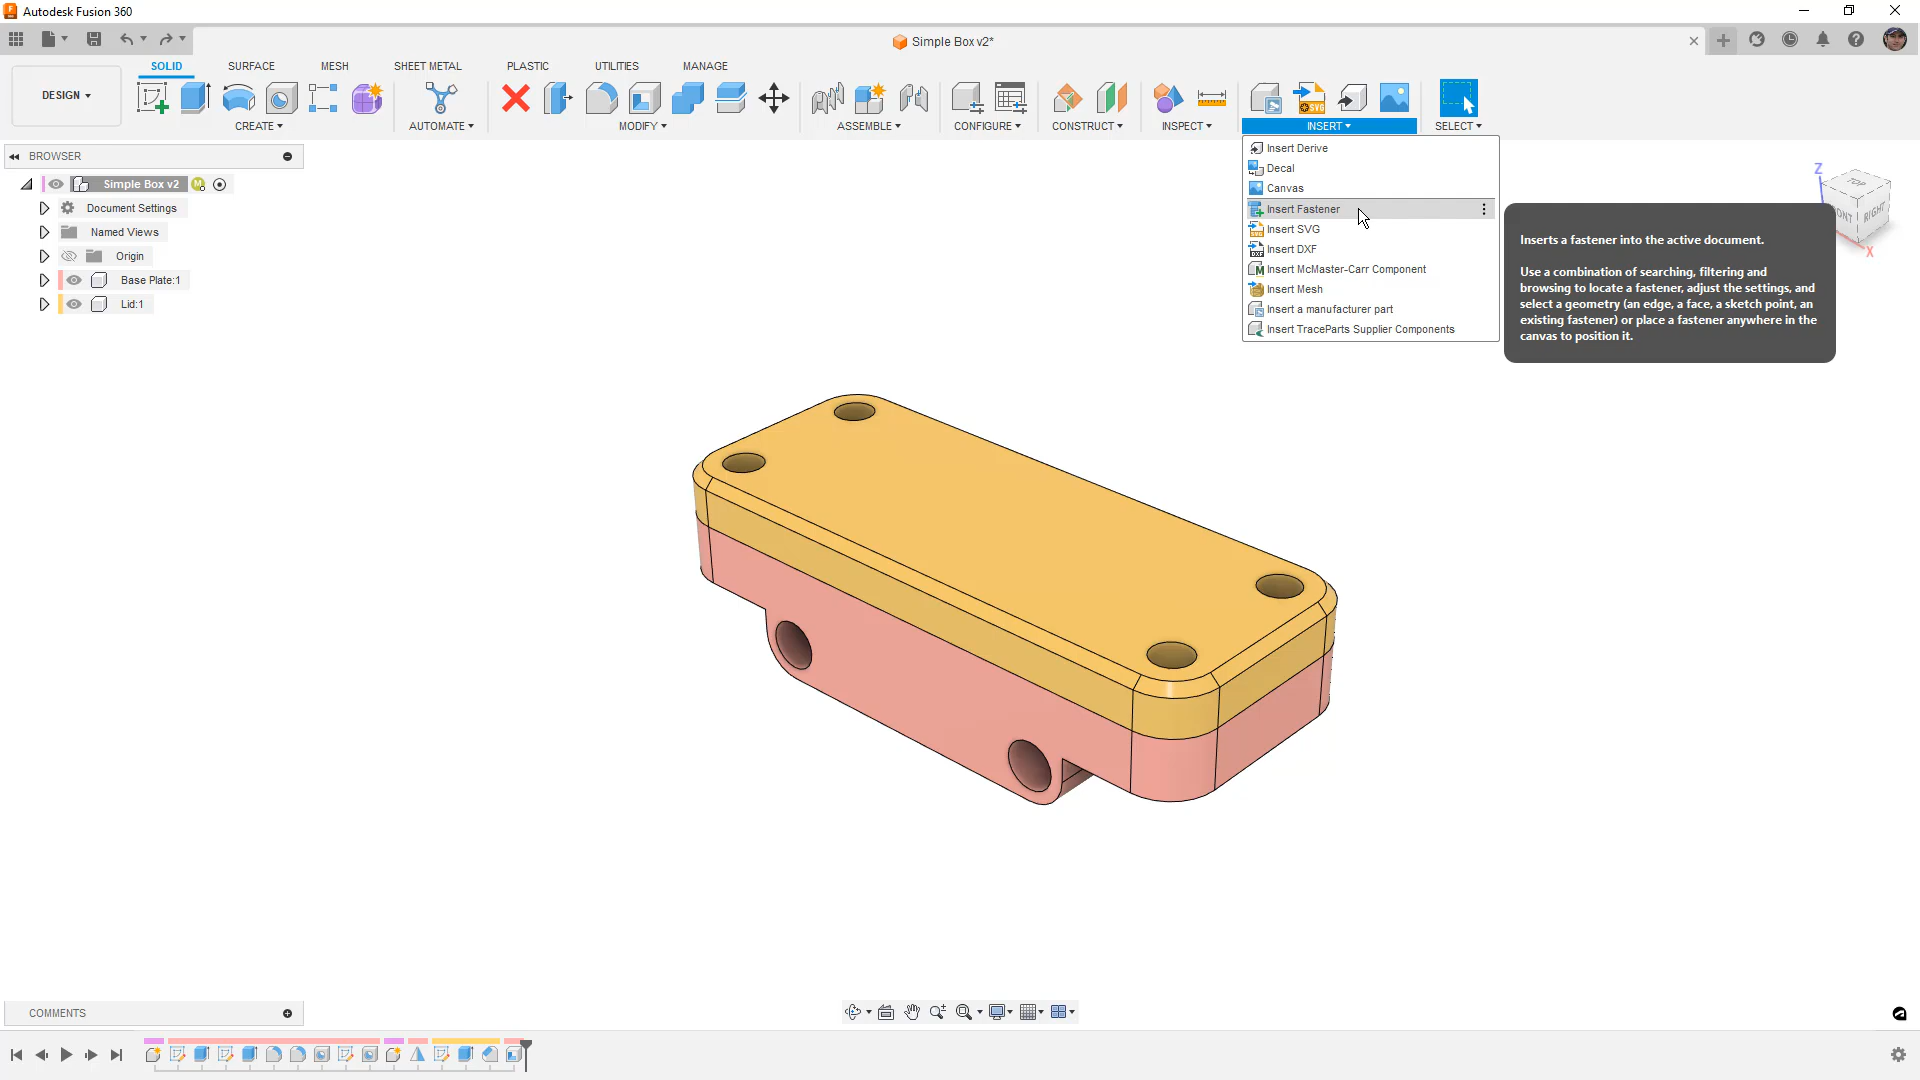 Autodesk Fusion 360
Simple Box v2*
DESIGN
SOLID
SURFACE
MESH
SHEET METAL
PLASTIC
UTILITIES
MANAGE
CREATE
AUTOMATE
MODIFY
ASSEMBLE
CONFIGURE
CONSTRUCT
INSPECT
INSERT
SELECT
BROWSER
Simple Box v2
Document Settings
Named Views
Origin
Base Plate:1
Lid:1
Insert Derive
Decal
Canvas
Insert Fastener
Insert SVG
Insert DXF
Insert McMaster-Carr Component
Insert Mesh
Insert a manufacturer part
Insert TraceParts Supplier Components
Inserts a fastener into the active document.
Use a combination of searching, filtering and
browsing to locate a fastener, adjust the settings, and
select a geometry (an edge, a face, a sketch point, an
existing fastener) or place a fastener anywhere in the
canvas to position it.
Z
TOP
RIGHT
X
COMMENTS